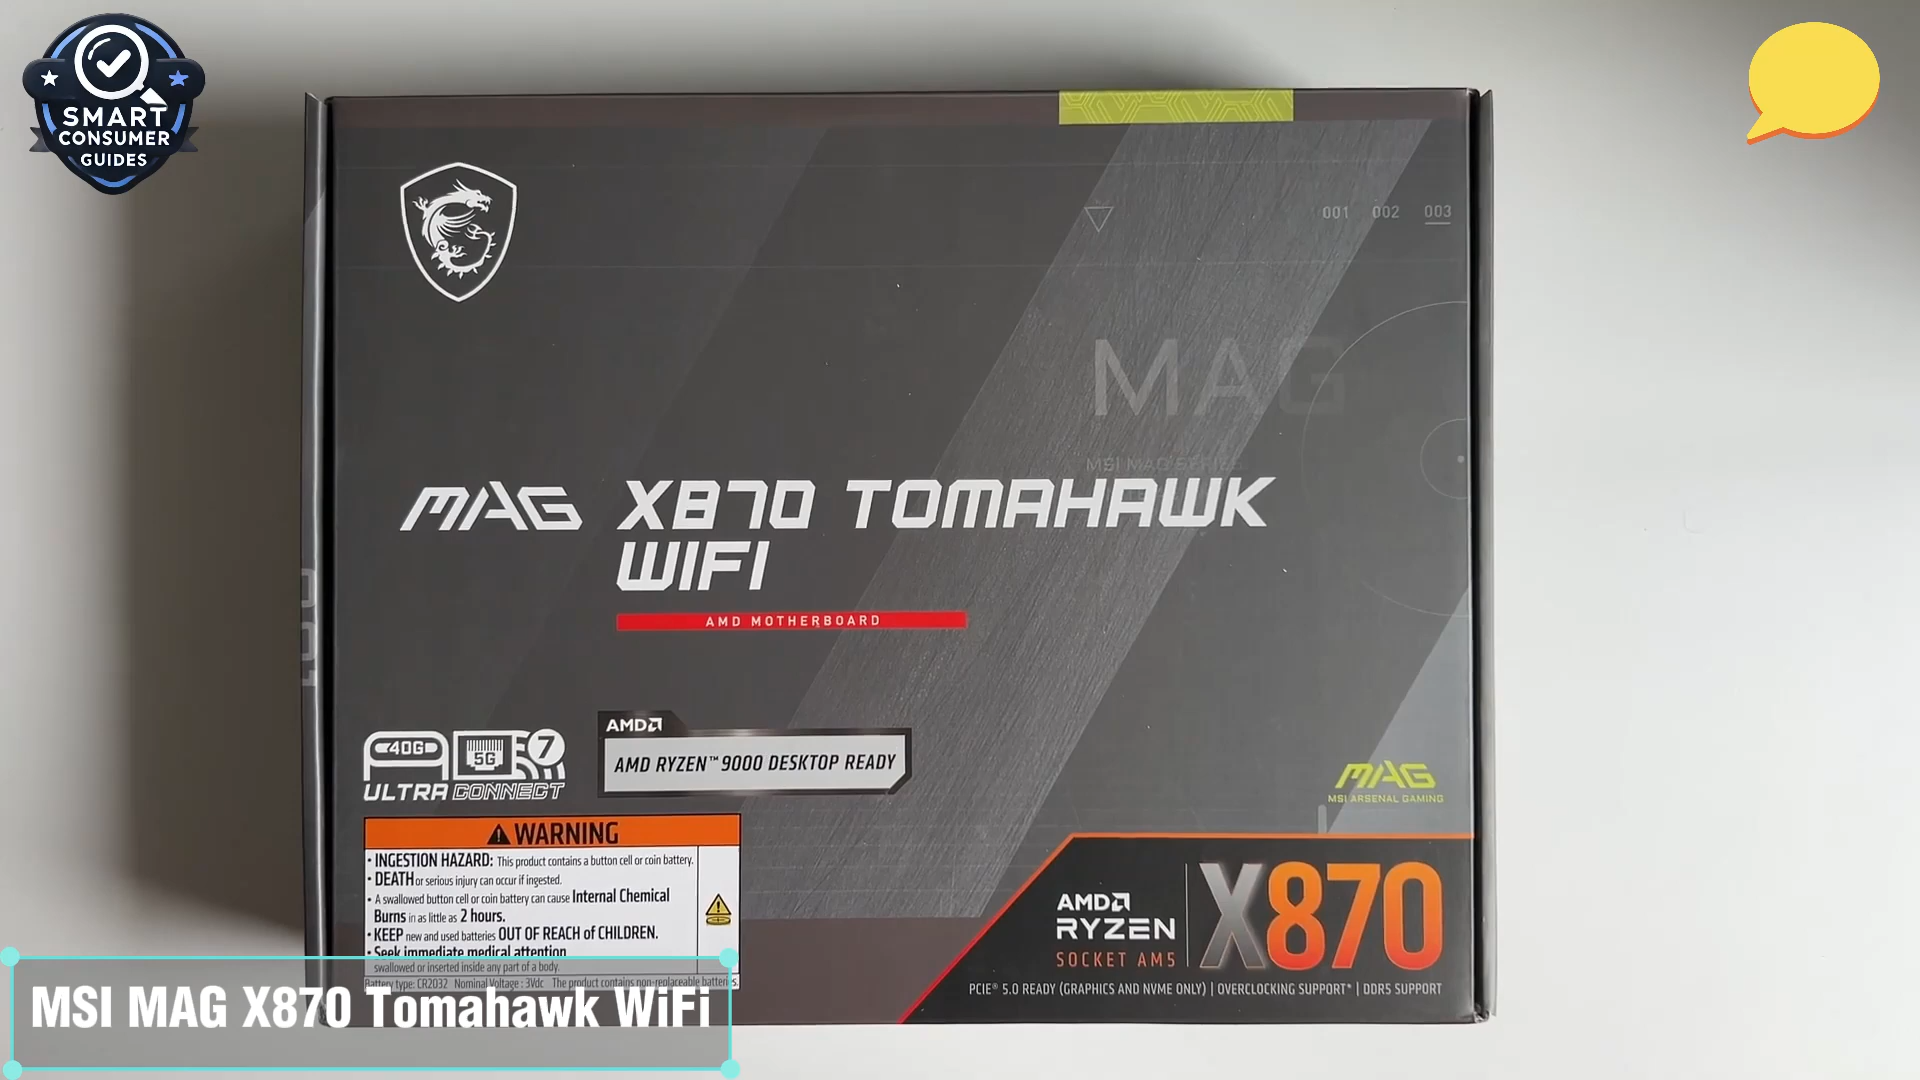 SMART
CONSUMER
GUIDES
001 002 003
MAG
MSI MAG SERIES
MAG X870 TOMAHAWK
WIFI
AMD MOTHERBOARD
40G 5G 7
ULTRA CONNECT
AMD
AMD RYZEN™ 9000 DESKTOP READY
MAG
MSI ARSENAL GAMING
WARNING
• INGESTION HAZARD: This product contains a button cell or coin battery.
• DEATH or serious injury can occur if ingested.
• A swallowed button cell or coin battery can cause Internal Chemical
Burns in as little as 2 hours.
• KEEP new and used batteries OUT OF REACH of CHILDREN.
• Seek immediate medical attention
swallowed or inserted inside any part of a body.
Battery type: CR2032 Nominal Voltage : 3Vdc The product contains non-replaceable batteries.
AMD
RYZEN
SOCKET AM5
X870
PCIE® 5.0 READY (GRAPHICS AND NVME ONLY) | OVERCLOCKING SUPPORT* | DDR5 SUPPORT
MSI MAG X870 Tomahawk WiFi